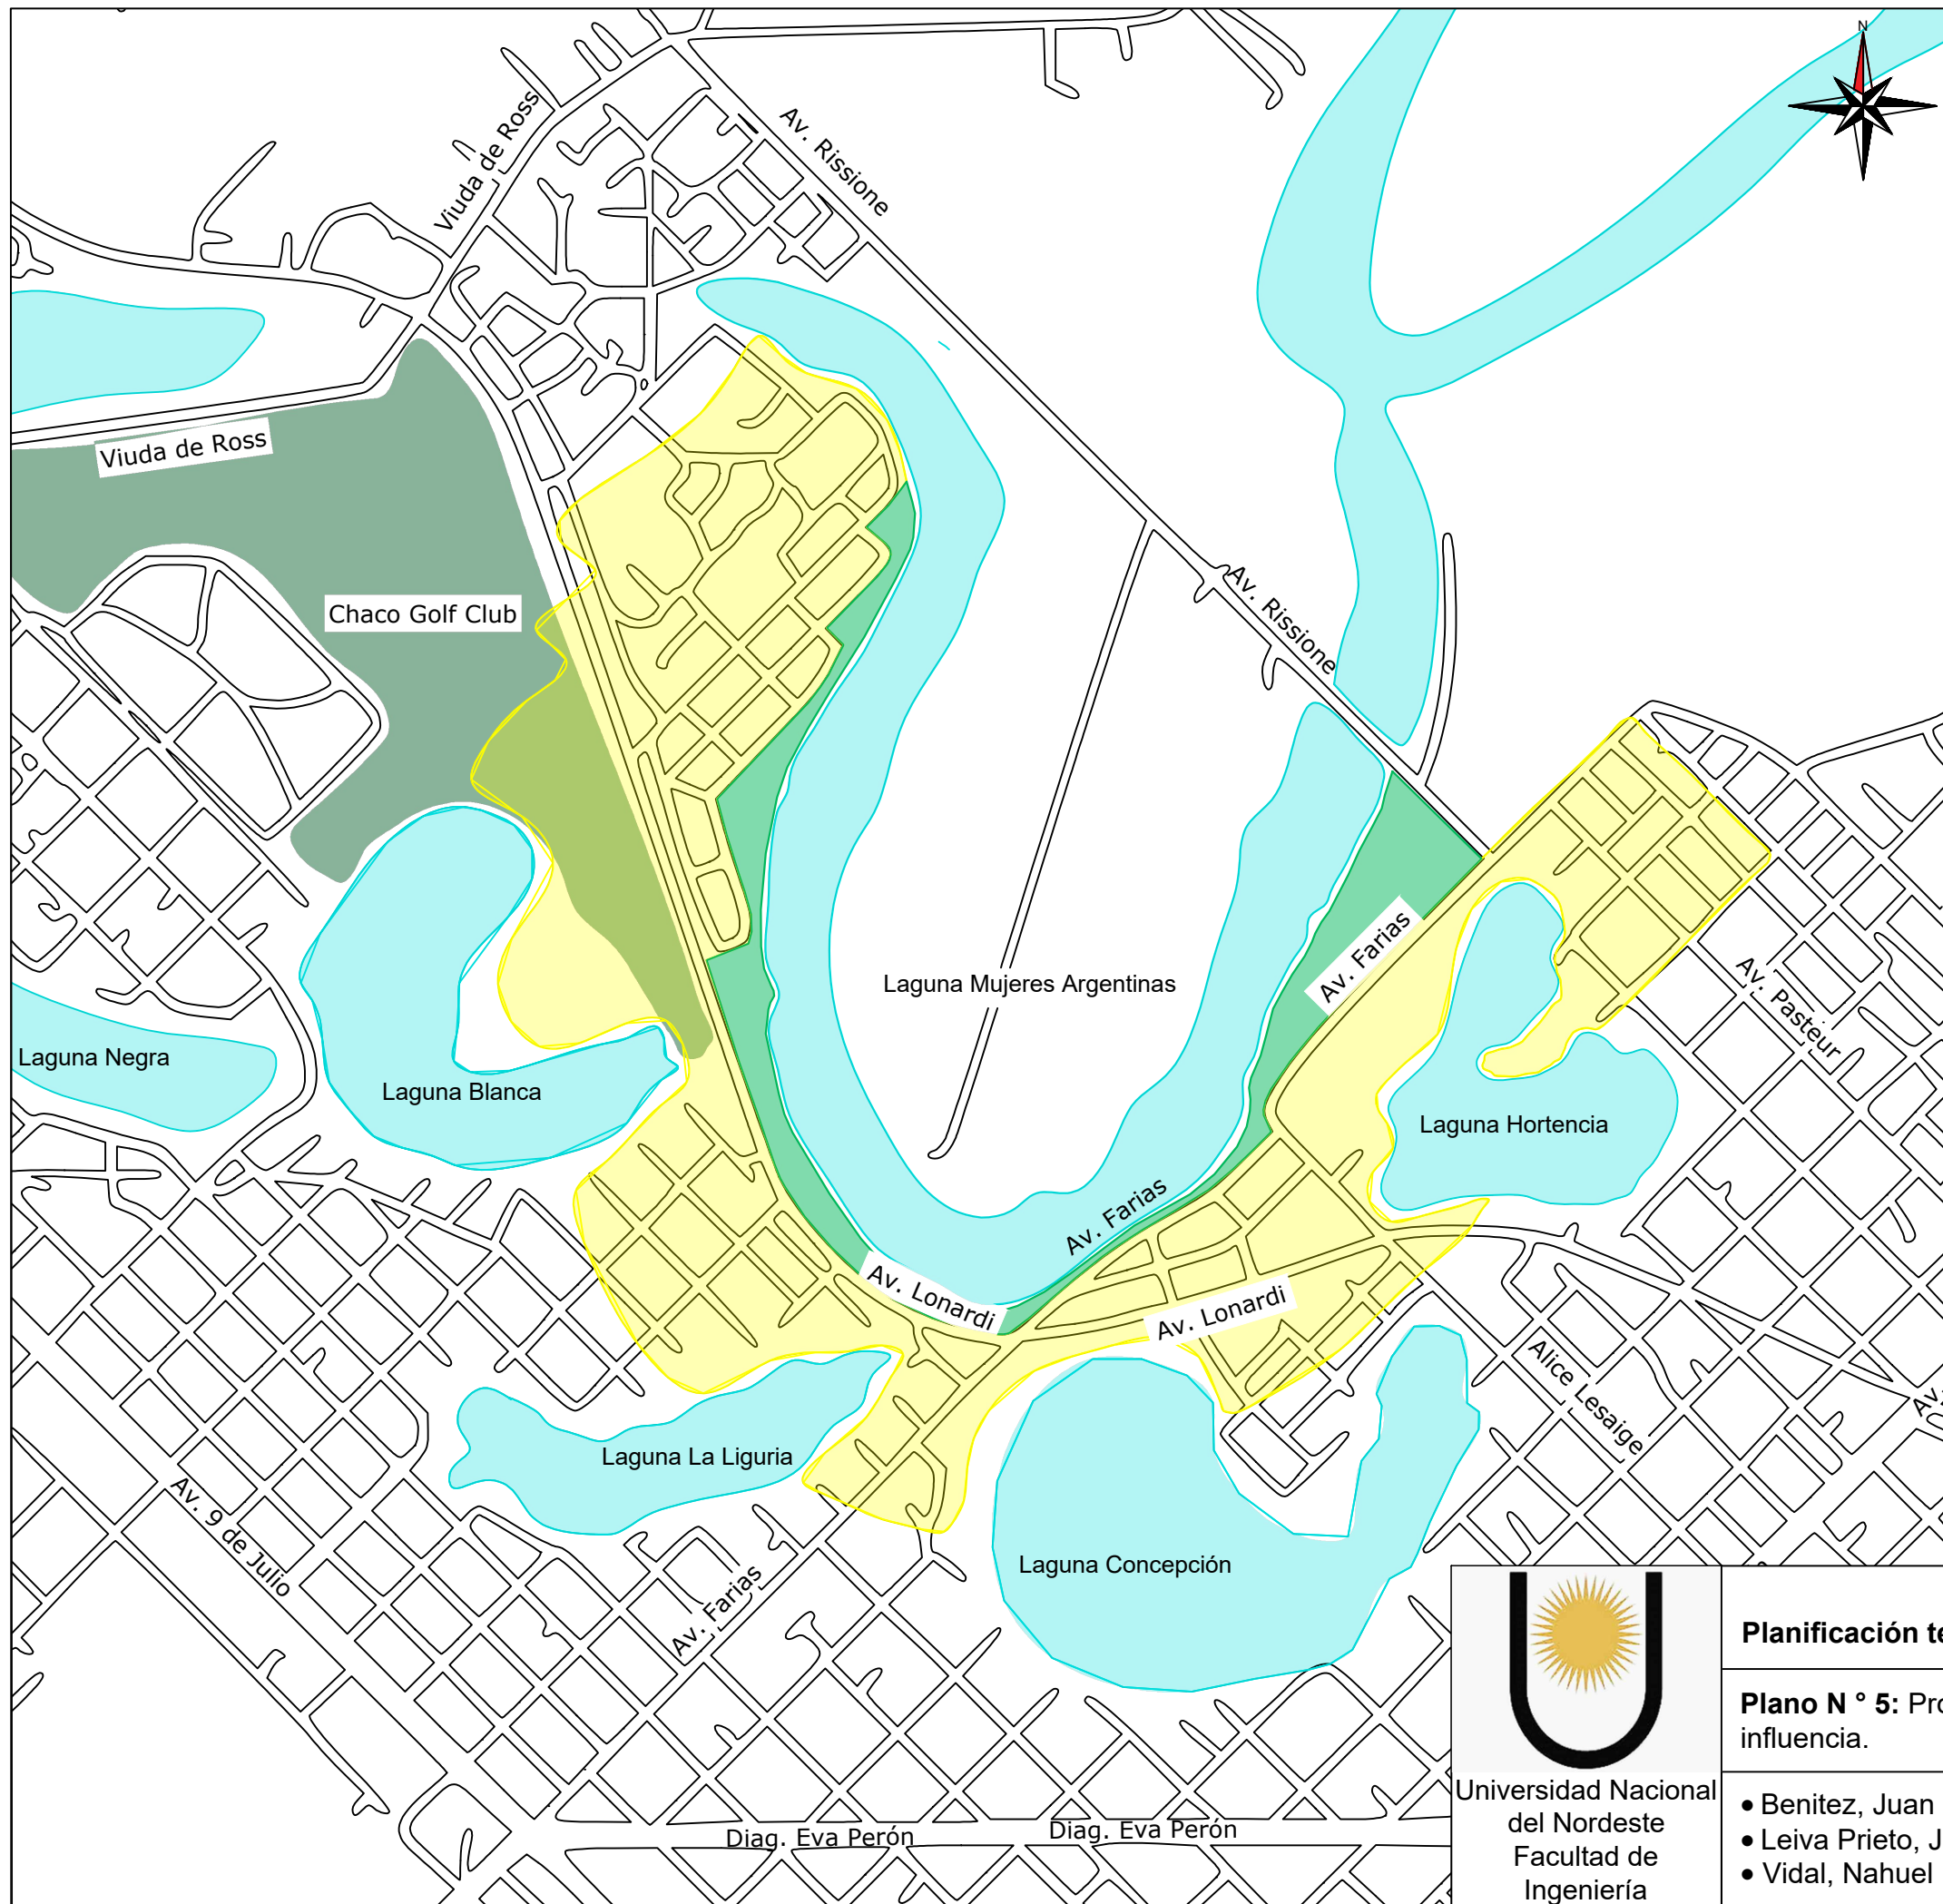 N
Viuda de Ross
Av. Rissione
Viuda de Ross
Chaco Golf Club
Av. Rissione
Av. Farias
Laguna Mujeres Argentinas
Av. Pasteur
Laguna Negra
Laguna Blanca
Laguna Hortencia
Av. Farias
Av. Lonardi
Av. Lonardi
Alice Lesaige
Av.
Laguna La Liguria
Av. 9 de Julio
Laguna Concepción
Av. Farias
Diag. Eva Perón
Diag. Eva Perón
Universidad Nacional
del Nordeste
Facultad de
Ingeniería
Planificación te
Plano N ° 5: Pro
influencia.
• Benitez, Juan
• Leiva Prieto, J
• Vidal, Nahuel